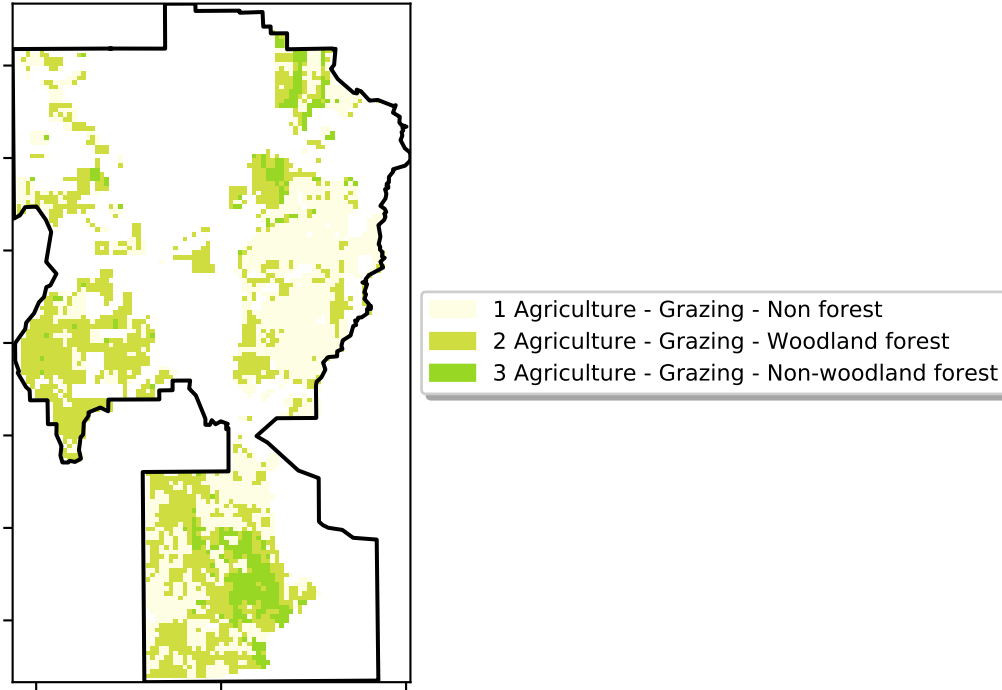 1 Agriculture - Grazing - Non forest
2 Agriculture - Grazing - Woodland forest
3 Agriculture - Grazing - Non-woodland forest